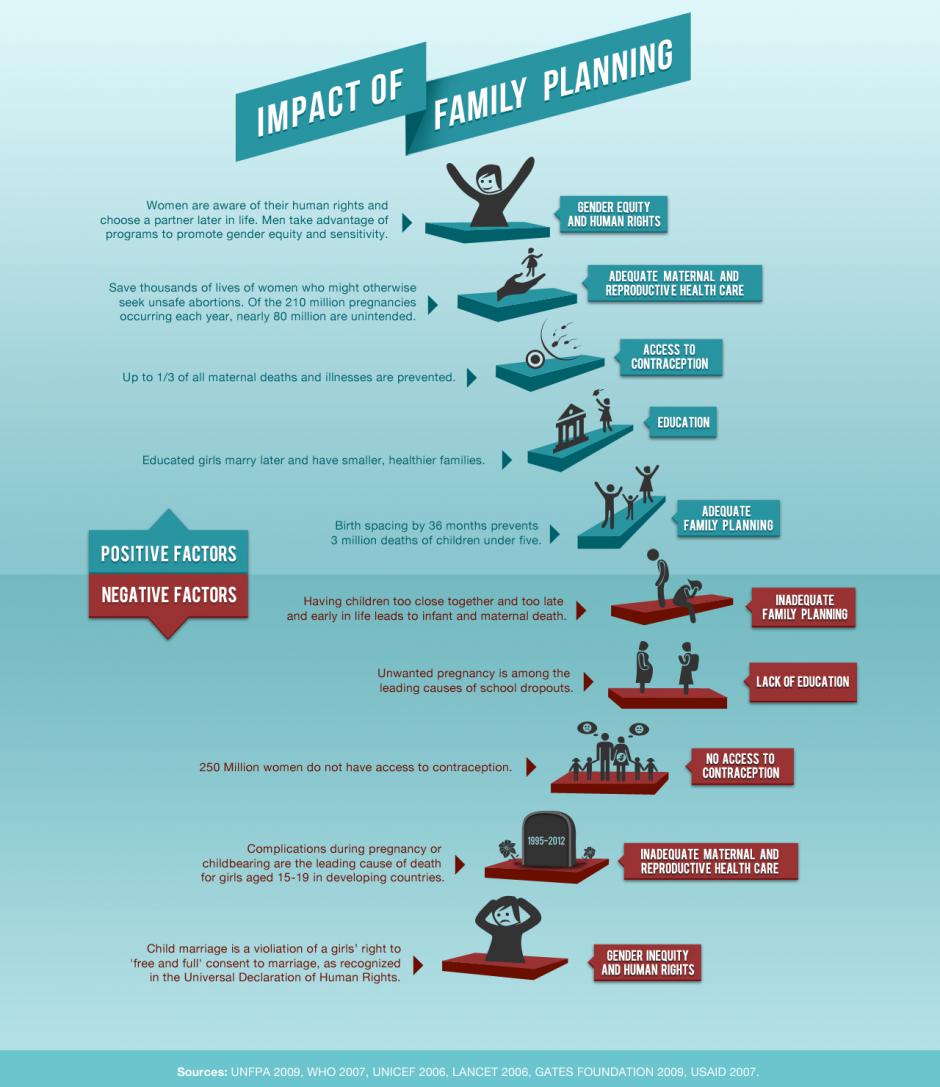 IMPACT OF FAMILY PLANNING
Women are aware of their human rights and
choose a partner later in life. Men take advantage of
programs to promote gender equity and sensitivity.
GENDER EQUITY
AND HUMAN RIGHTS
Save thousands of lives of women who might otherwise
seek unsafe abortions. Of the 210 million pregnancies
occurring each year, nearly 80 million are unintended.
ADEQUATE MATERNAL AND
REPRODUCTIVE HEALTH CARE
Up to 1/3 of all maternal deaths and illnesses are prevented.
ACCESS TO
CONTRACEPTION
Educated girls marry later and have smaller, healthier families.
EDUCATION
Birth spacing by 36 months prevents
3 million deaths of children under five.
ADEQUATE
FAMILY PLANNING
POSITIVE FACTORS
NEGATIVE FACTORS
Having children too close together and too late
and early in life leads to infant and maternal death.
INADEQUATE
FAMILY PLANNING
Unwanted pregnancy is among the
leading causes of school dropouts.
LACK OF EDUCATION
250 Million women do not have access to contraception.
NO ACCESS TO
CONTRACEPTION
Complications during pregnancy or
childbearing are the leading cause of death
for girls aged 15-19 in developing countries.
1995-2012
INADEQUATE MATERNAL AND
REPRODUCTIVE HEALTH CARE
Child marriage is a violiation of a girls' right to
'free and full' consent to marriage, as recognized
in the Universal Declaration of Human Rights.
GENDER INEQUITY
AND HUMAN RIGHTS
Sources: UNFPA 2009, WHO 2007, UNICEF 2006, LANCET 2006, GATES FOUNDATION 2009, USAID 2007.